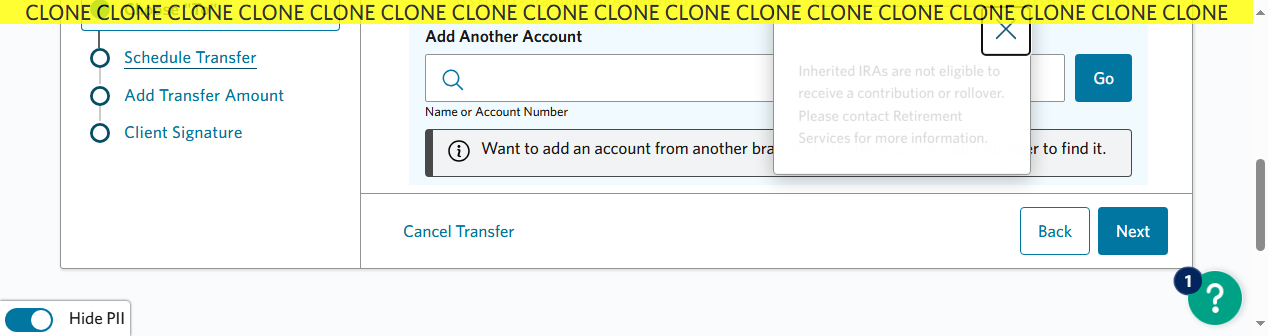 CLONE CLONE CLONE CLONE CLONE CLONE CLONE CLONE CLONE CLONE CLONE CLONE CLONE CLONE CLONE CLONE CLONE
Schedule Transfer
Add Transfer Amount
Client Signature
Add Another Account
Go
Name or Account Number
Want to add an account from another bra
er to find it.
Inherited IRAs are not eligible to
receive a contribution or rollover.
Please contact Retirement
Services for more information.
Cancel Transfer
Back
Next
1
?
Hide PII